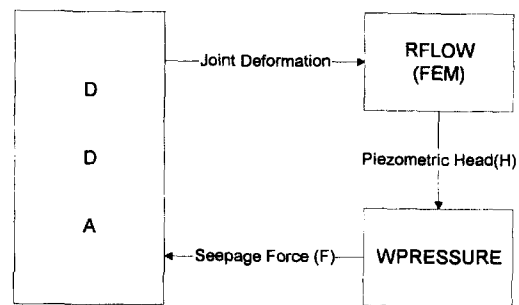 D
D
A
Joint Deformation
RFLOW
(FEM)
Piezometric Head(H)
WPRESSURE
Seepage Force (F)